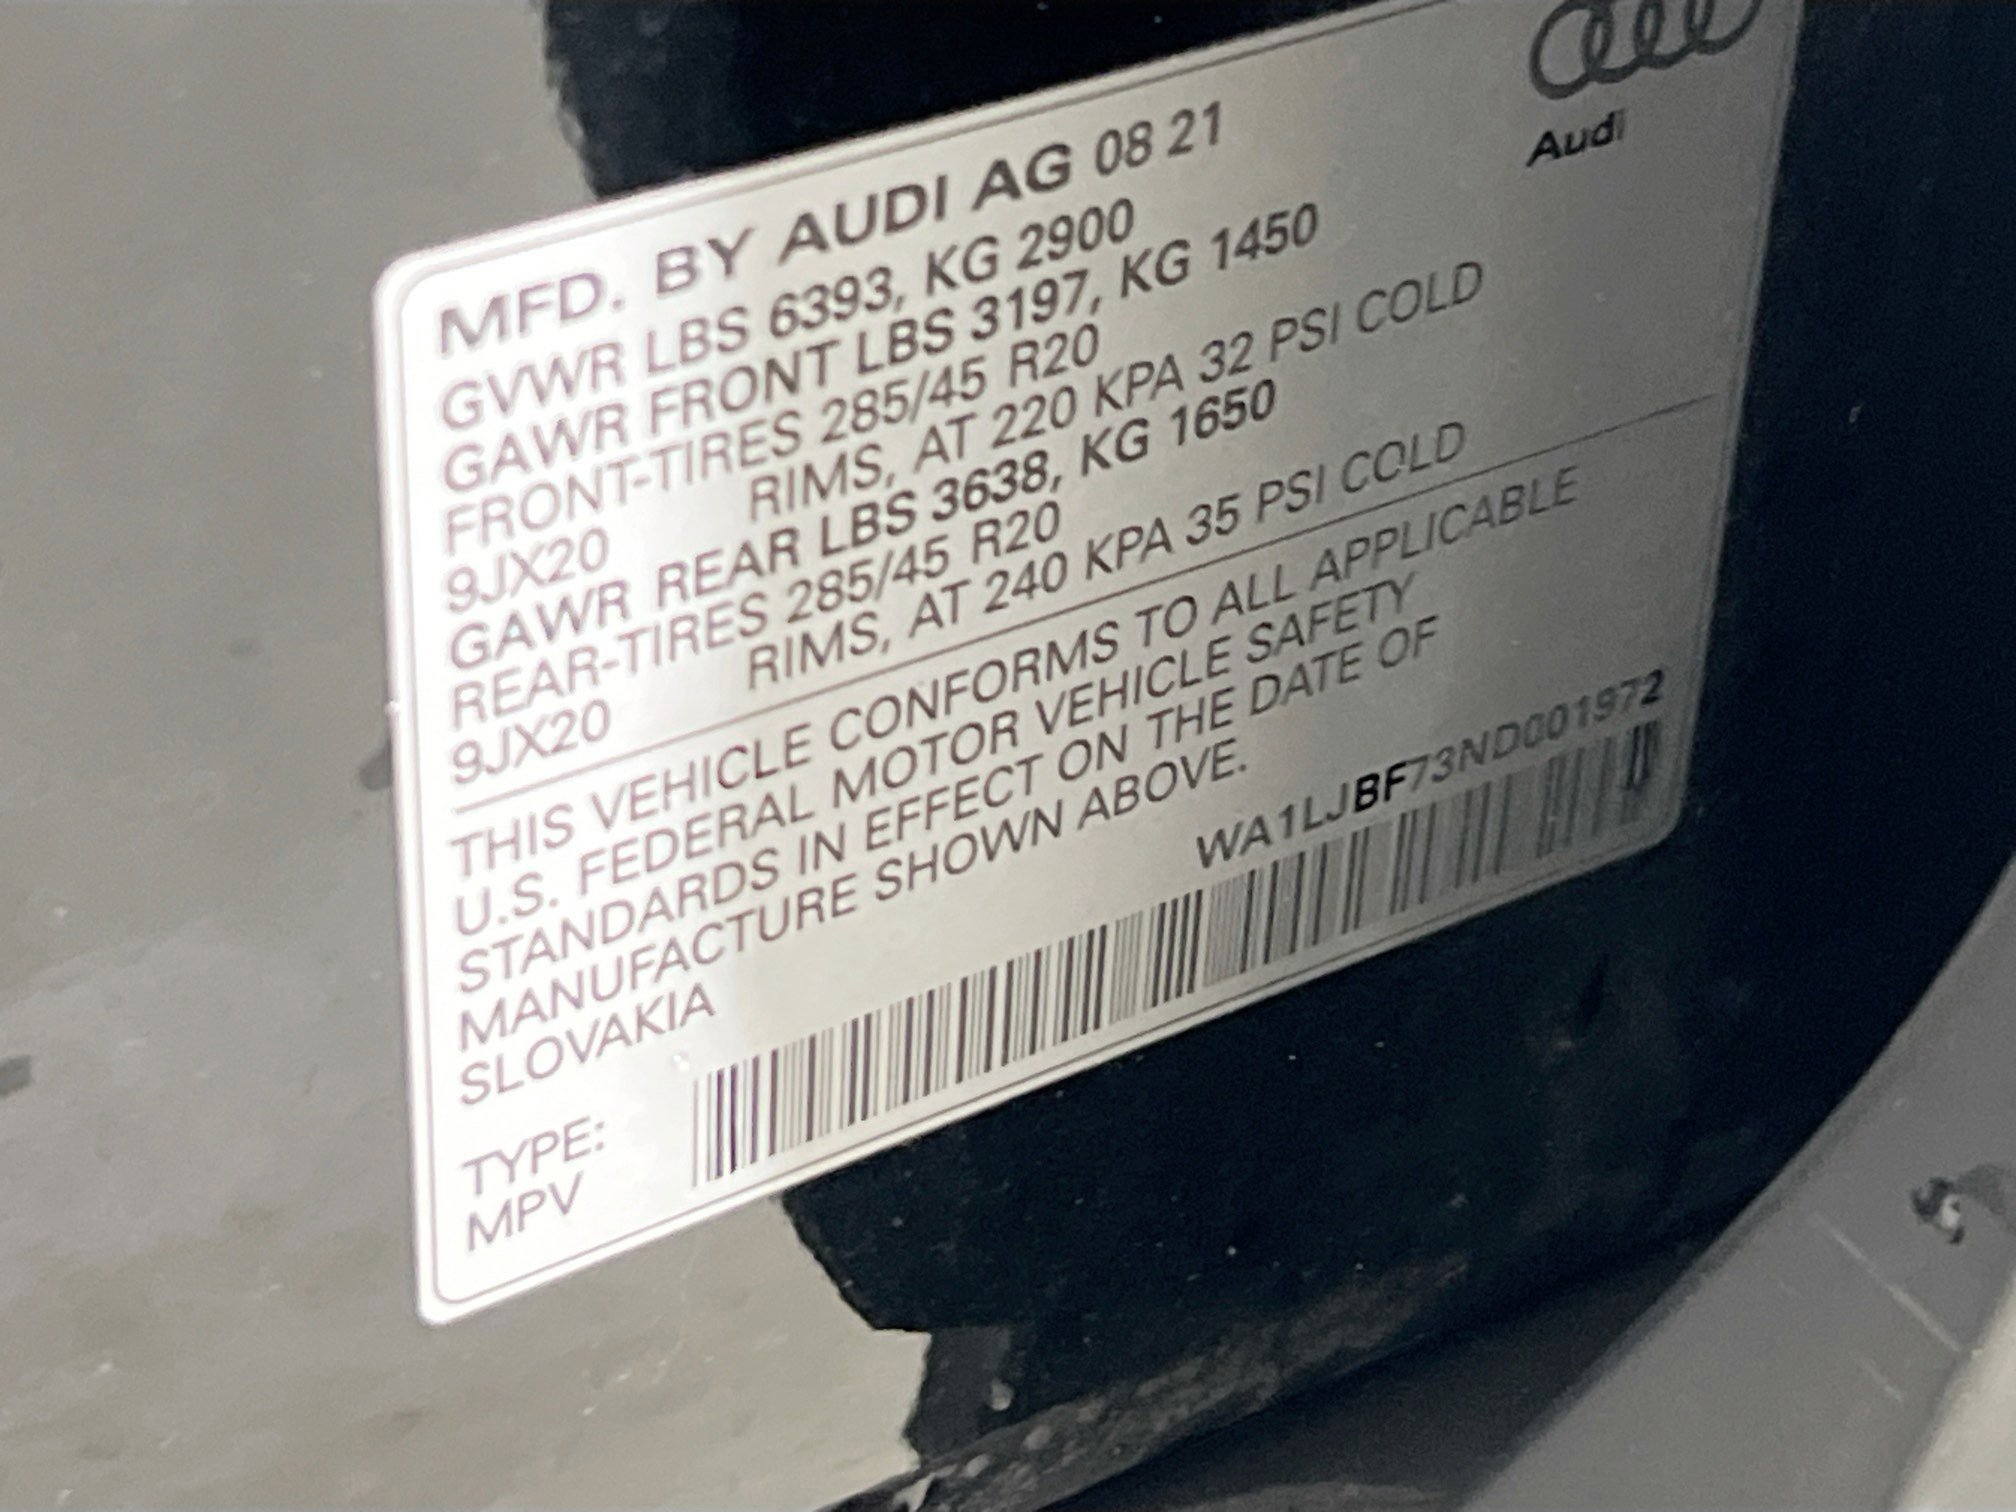 Audi
MFD. BY AUDI AG 08 21
GVWR LBS 6393, KG 2900
GAWR FRONT LBS 3197, KG 1450
FRONT-TIRES 285/45 R20
9JX20 RIMS, AT 220 KPA 32 PSI COLD
GAWR REAR LBS 3638, KG 1650
REAR-TIRES 285/45 R20
9JX20 RIMS, AT 240 KPA 35 PSI COLD
THIS VEHICLE CONFORMS TO ALL APPLICABLE
U.S. FEDERAL MOTOR VEHICLE SAFETY
STANDARDS IN EFFECT ON THE DATE OF
MANUFACTURE SHOWN ABOVE.
SLOVAKIA
WA1LJBF73ND001972
TYPE:
MPV